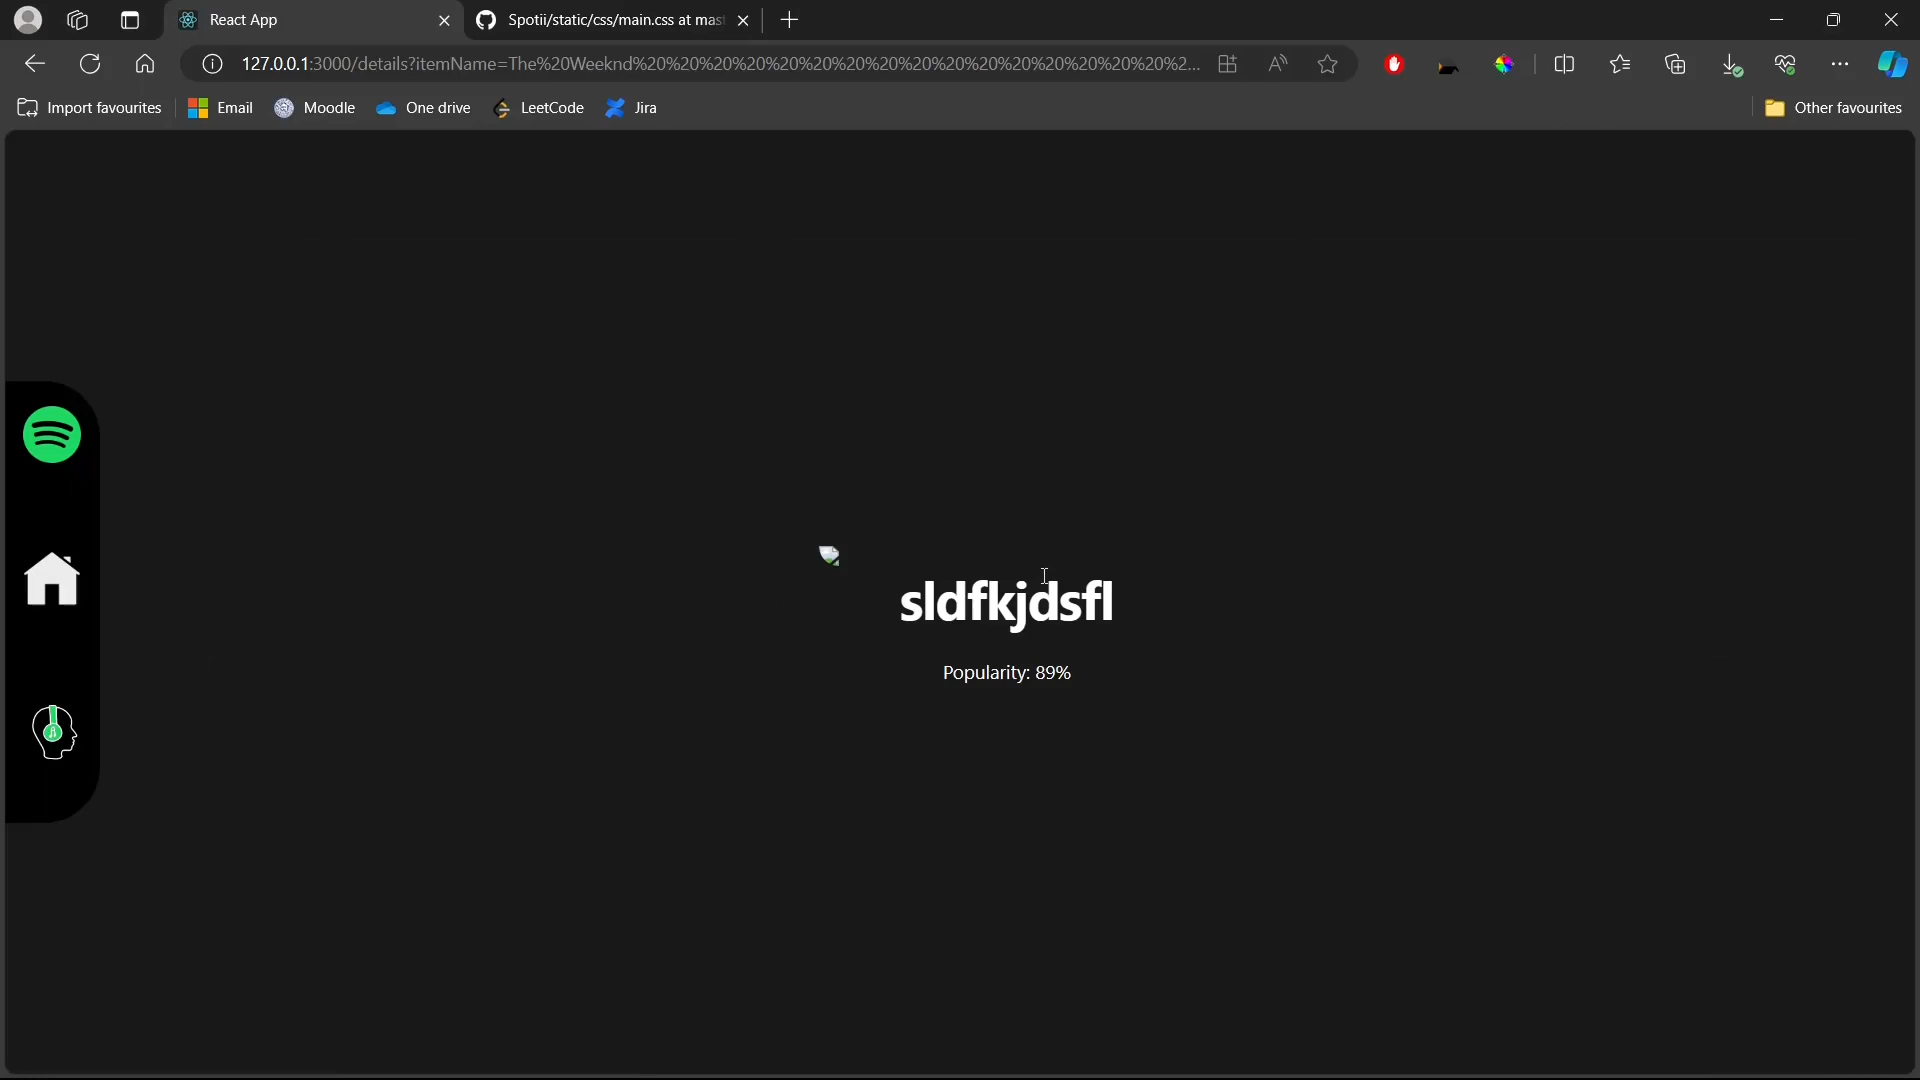 React App
Spotii/static/css/main.css at mast
127.0.0.1:3000/details?itemName=The%20Weeknd%20%20%20%20%20%20%20%20%20%20%20%20%20%20%20%20%2...
Import favourites
Email
Moodle
One drive
LeetCode
Jira
Other favourites
sldfkjdsfl
Popularity: 89%